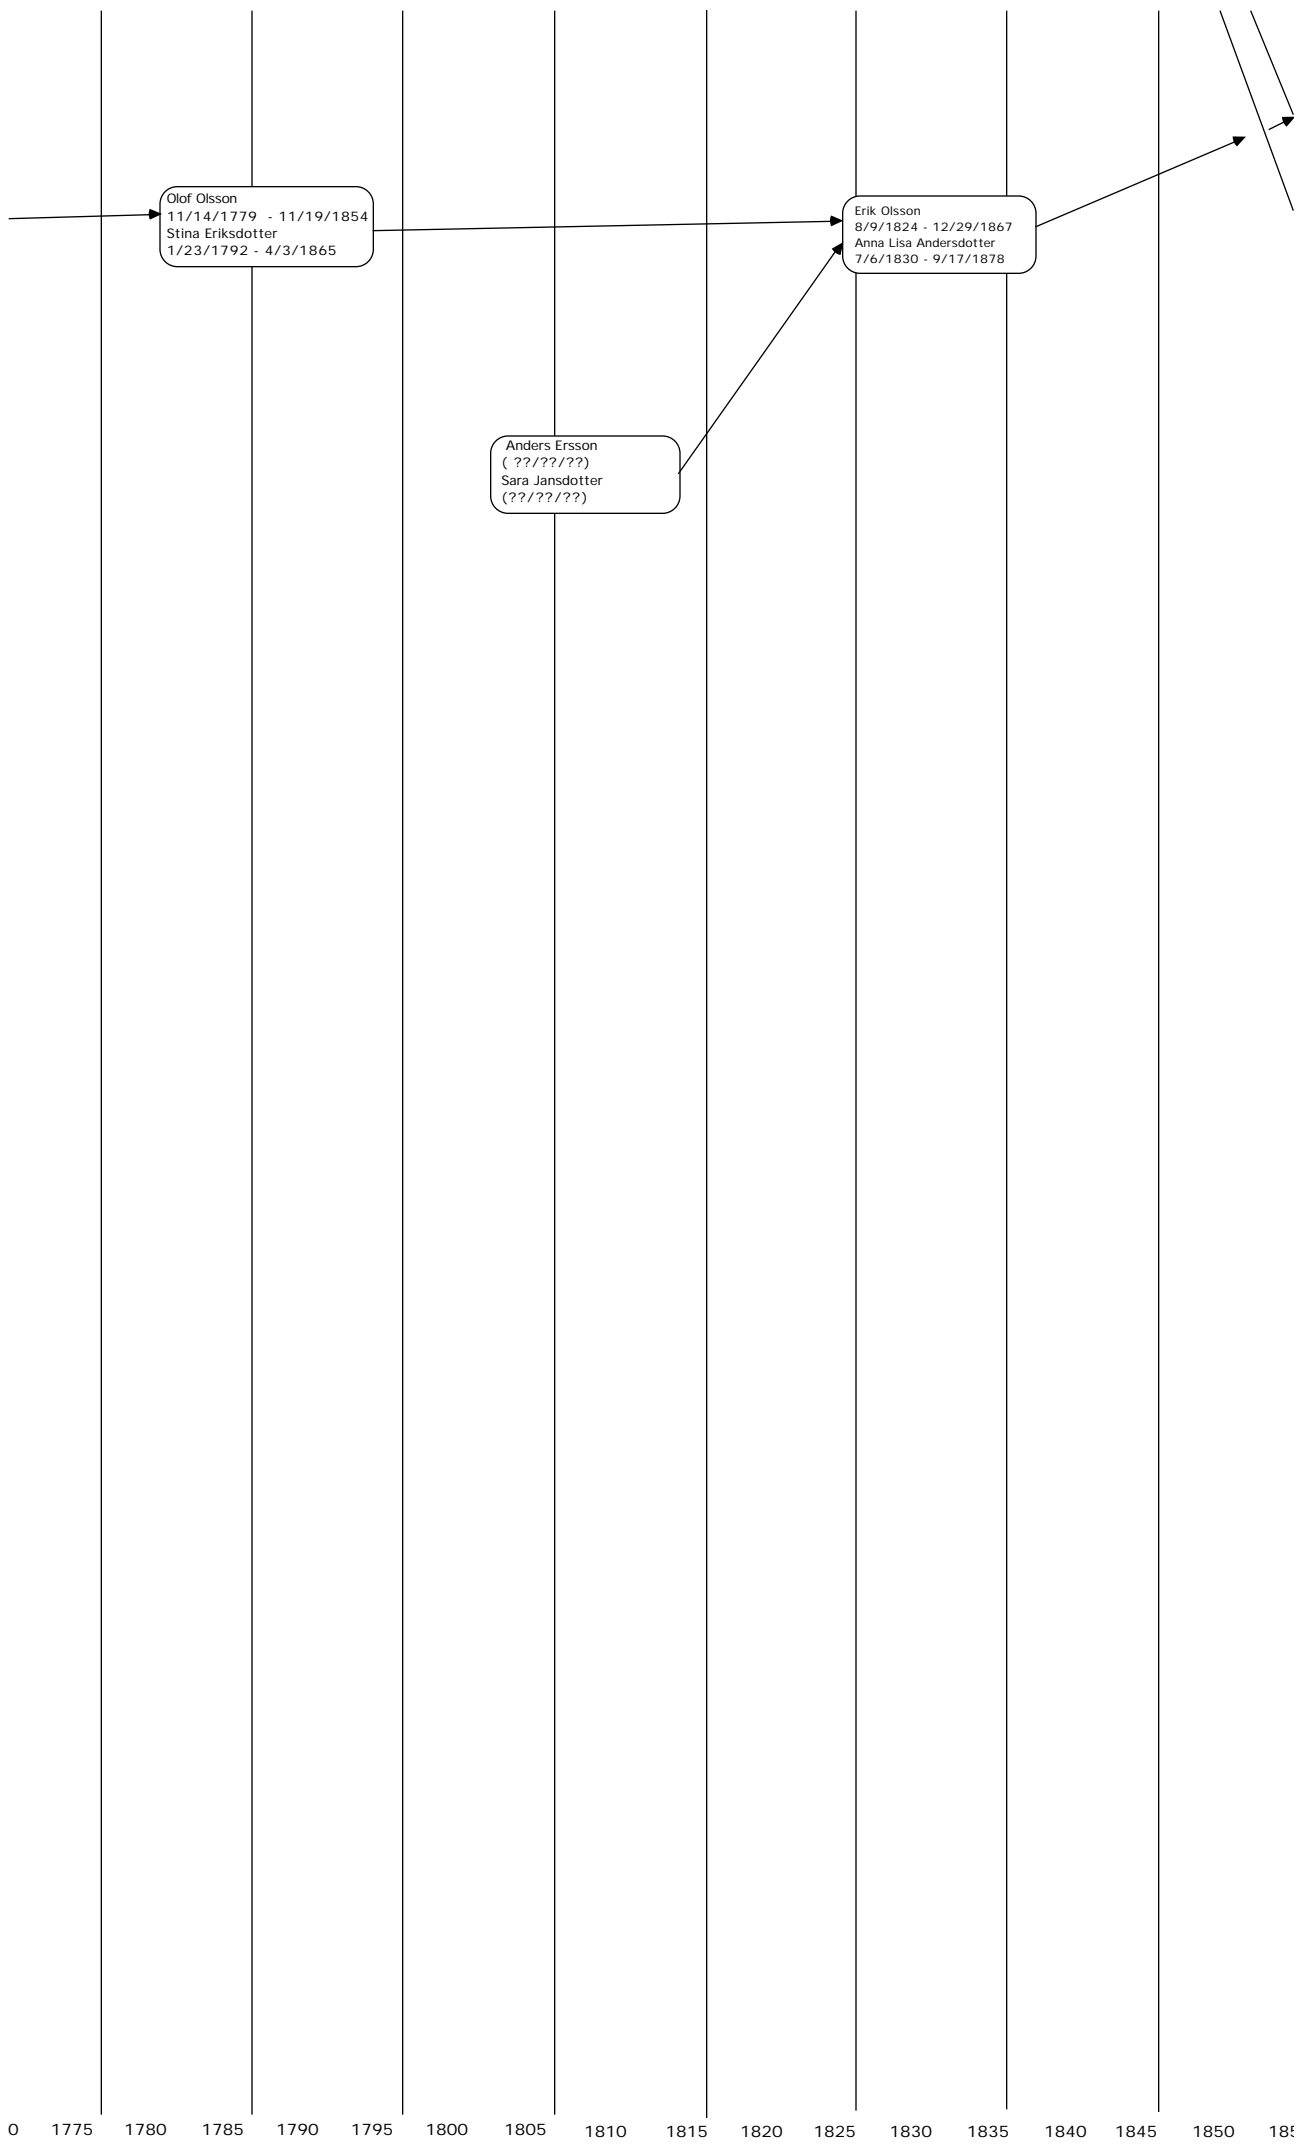 Olof Olsson
11/14/1779 - 11/19/1854
Stina Eriksdotter
1/23/1792 - 4/3/1865
Erik Olsson
8/9/1824 - 12/29/1867
Anna Lisa Andersdotter
7/6/1830 - 9/17/1878
Anders Ersson
( ??/??/??)
Sara Jansdotter
(??/??/??)
0 1775 1780 1785 1790 1795 1800 1805 1810 1815 1820 1825 1830 1835 1840 1845 1850 185